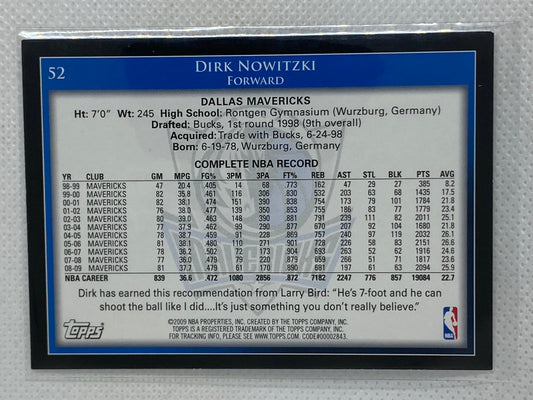 52
DIRK NOWITZKI
FORWARD
DALLAS MAVERICKS
Ht: 7'0" Wt: 245 High School: Rontgen Gymnasium (Wurzburg, Germany)
Drafted: Bucks, 1st round 1998 (9th overall)
Acquired: Trade with Bucks, 6-24-98
Born: 6-19-78, Wurzburg, Germany
COMPLETE NBA RECORD
YR CLUB GM MPG FG% 3PM 3PA FT% REB AST STL BLK PTS AVG
98-99 MAVERICKS 47 20.4 .405 14 68 .773 162 47 29 27 385 8.2
99-00 MAVERICKS 82 35.8 .461 116 306 .830 532 203 63 68 1435 17.5
00-01 MAVERICKS 82 38.1 .474 151 390 .838 754 173 79 101 1784 21.8
01-02 MAVERICKS 76 38.0 .477 139 350 .853 755 186 83 77 1779 23.4
02-03 MAVERICKS 80 39.0 .463 148 390 .881 791 239 111 82 2011 25.1
03-04 MAVERICKS 77 37.9 .462 99 290 .877 668 207 92 104 1680 21.8
04-05 MAVERICKS 78 38.7 .459 91 228 .869 757 240 97 119 2032 26.1
05-06 MAVERICKS 81 38.1 .480 110 271 .901 728 226 58 83 2151 26.6
06-07 MAVERICKS 78 36.2 .502 72 173 .904 693 263 52 62 1916 24.6
07-08 MAVERICKS 77 36.0 .479 79 220 .879 659 266 51 71 1817 23.6
08-09 MAVERICKS 81 37.7 .479 61 170 .890 681 197 61 63 2094 25.9
NBA CAREER 839 36.6 .472 1080 2856 .872 7182 2247 776 857 19084 22.7
Dirk has earned this recommendation from Larry Bird: “He's 7-foot and he can
shoot the ball like I did....It's just something you don't really believe.”
Topps
©2009 NBA PROPERTIES, INC. CREATED BY THE TOPPS COMPANY, INC.
TOPPS IS A REGISTERED TRADEMARK OF THE TOPPS COMPANY, INC.
FOR TRADING INFORMATION, PLEASE SEE WWW.TOPPS.COM. CODE#00002843.
NBA